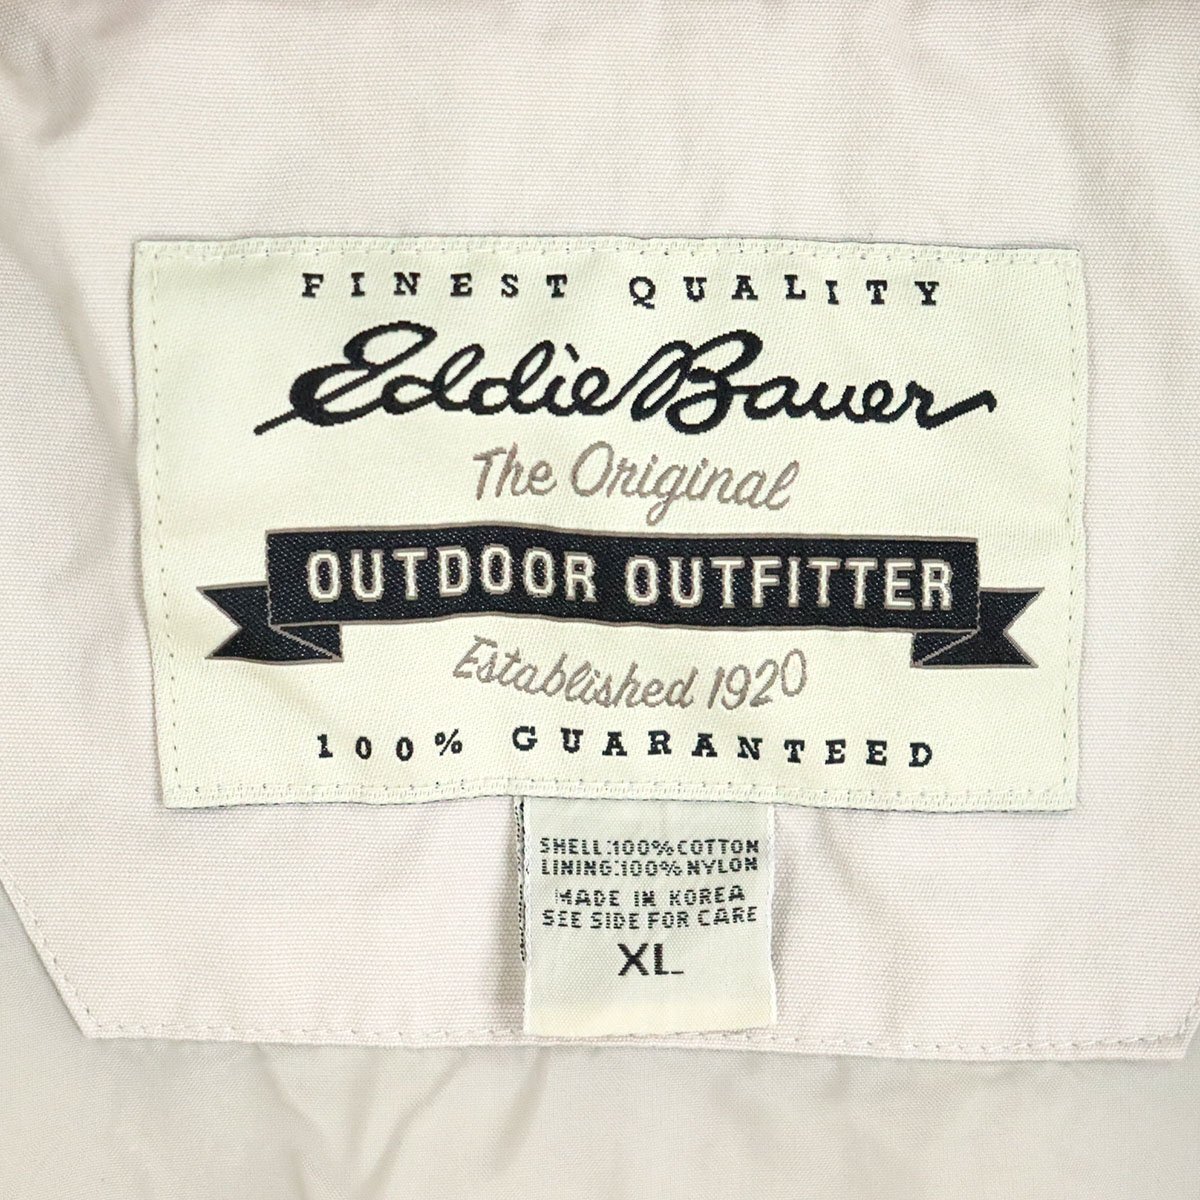 FINEST QUALITY
Eddie Bauer
The Original
OUTDOOR OUTFITTER
Established 1920
100% GUARANTEED
SHELL:100%COTTON
LINING:100%NYLON
MADE IN KOREA
SEE SIDE FOR CARE
XL